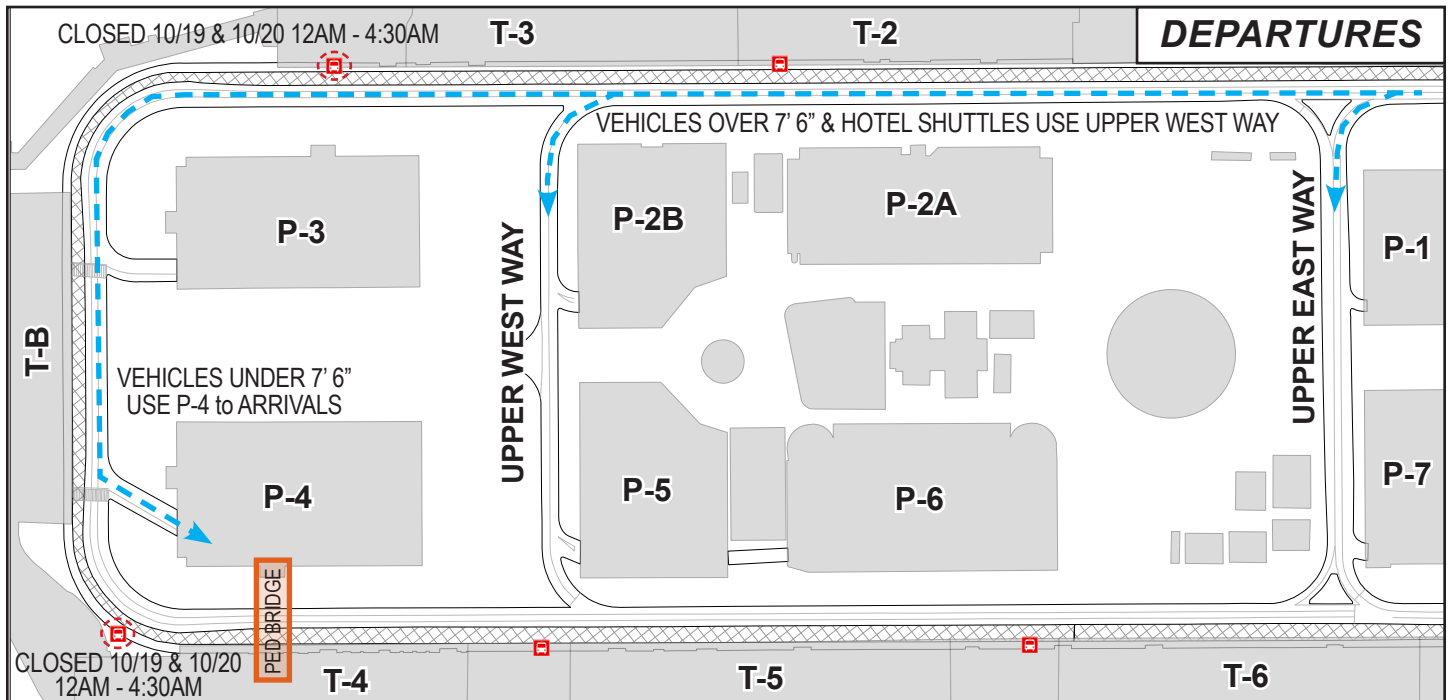 CLOSED 10/19 & 10/20 12AM - 4:30AM
T-3
T-2
DEPARTURES
VEHICLES OVER 7’ 6” & HOTEL SHUTTLES USE UPPER WEST WAY
P-3
P-2B
P-2A
P-1
UPPER WEST WAY
UPPER EAST WAY
T-B
VEHICLES UNDER 7’ 6”
USE P-4 to ARRIVALS
P-4
P-5
P-6
P-7
PED BRIDGE
CLOSED 10/19 & 10/20
12AM - 4:30AM
T-4
T-5
T-6